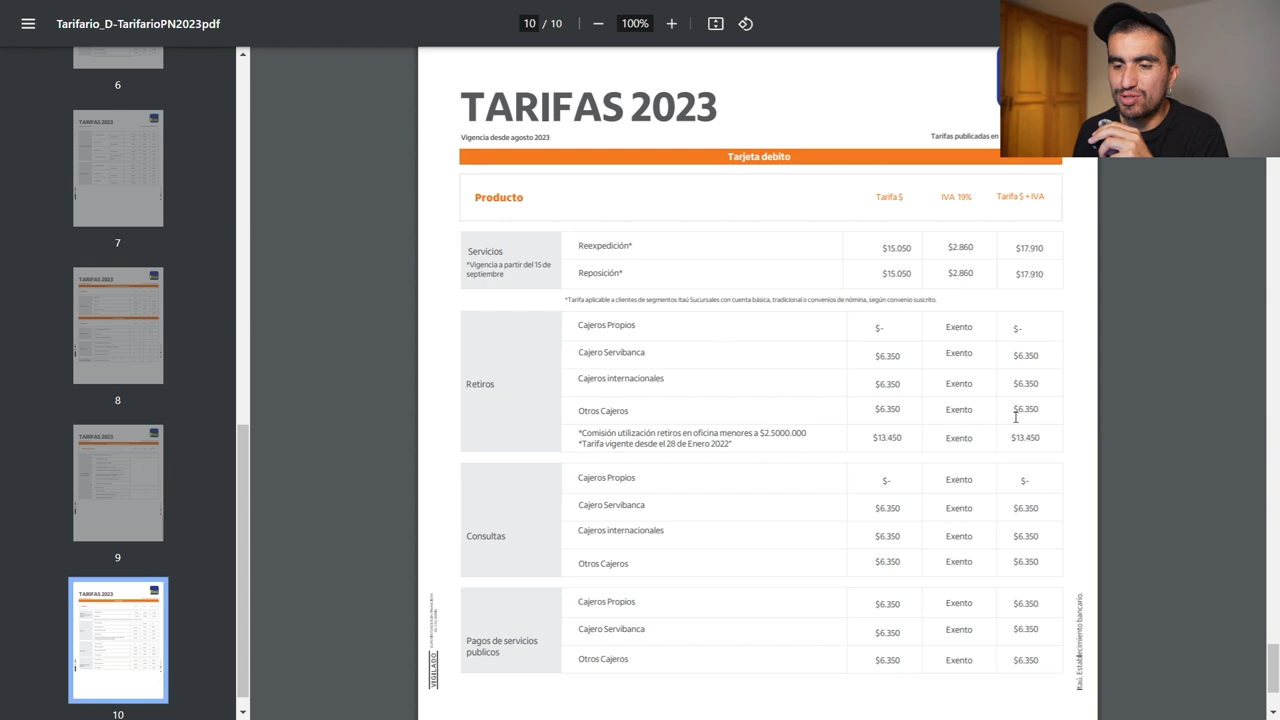 Tarifario_D-TarifarioPN2023pdf
10 / 10
100%
6
TARIFAS 2023
7
TARIFAS 2023
8
TARIFAS 2023
9
TARIFAS 2023
10
TARIFAS 2023
Vigencia desde agosto 2023
Tarifas publicadas en
Tarjeta debito
Producto Tarifa $ IVA 19% Tarifa $ + IVA
Servicios
*Vigencia a partir del 15 de
septiembre
Reexpedición* $15.050 $2.860 $17.910
Reposición* $15.050 $2.860 $17.910
*Tarifa aplicable a clientes de segmentos Itaú Sucursales con cuenta básica, tradicional o convenios de nómina, según convenio suscrito.
Retiros
Cajeros Propios $- Exento $-
Cajero Servibanca $6.350 Exento $6.350
Cajeros internacionales $6.350 Exento $6.350
Otros Cajeros $6.350 Exento $6.350
*Comisión utilización retiros en oficina menores a $2.5000.000
*Tarifa vigente desde el 28 de Enero 2022"
$13.450 Exento $13.450
Consultas
Cajeros Propios $- Exento $-
Cajero Servibanca $6.350 Exento $6.350
Cajeros internacionales $6.350 Exento $6.350
Otros Cajeros $6.350 Exento $6.350
Pagos de servicios
publicos
Cajeros Propios $6.350 Exento $6.350
Cajero Servibanca $6.350 Exento $6.350
Otros Cajeros $6.350 Exento $6.350
VIGILADO
Itaú. Establecimiento bancario.